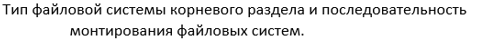 Тип файловой системы корневого раздела и последовательность
монтирования файловых систем.